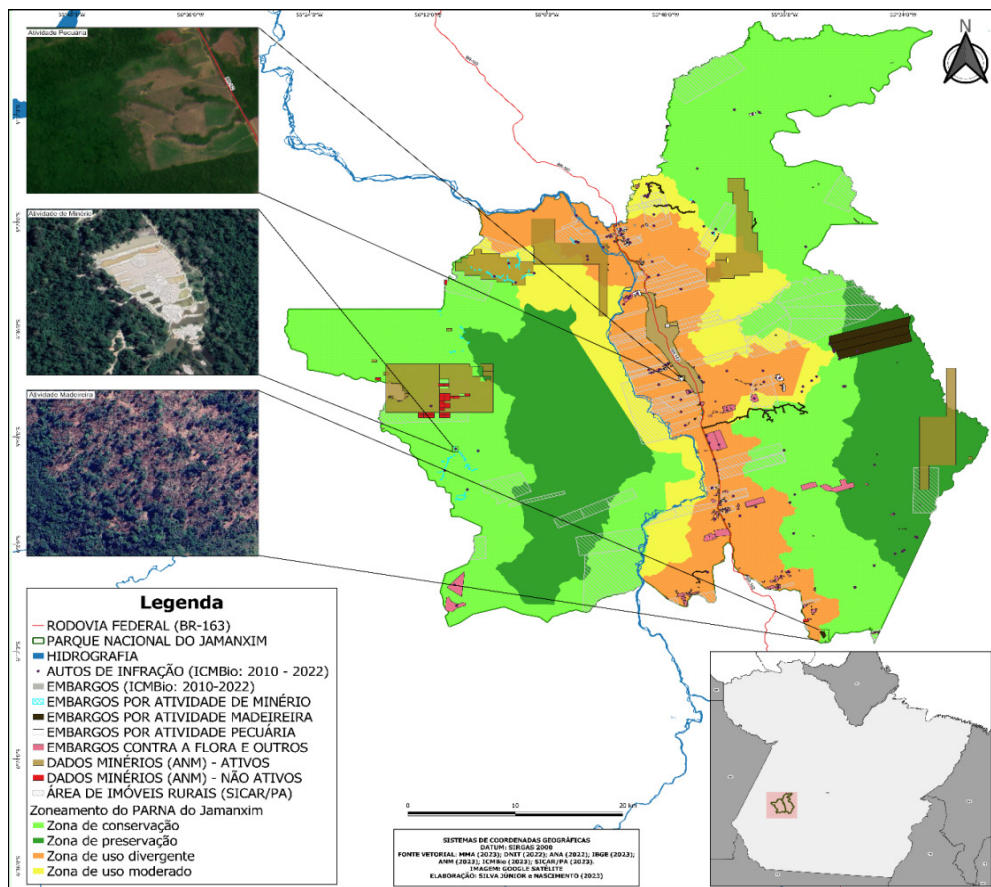 Atividade Pecuária
Atividade de Minério
Atividade Madeireira
N
Legenda
RODOVIA FEDERAL (BR-163)
PARQUE NACIONAL DO JAMANXIM
HIDROGRAFIA
AUTOS DE INFRAÇÃO (ICMBio: 2010 - 2022)
EMBARGOS (ICMBio: 2010-2022)
EMBARGOS POR ATIVIDADE DE MINÉRIO
EMBARGOS POR ATIVIDADE MADEIREIRA
EMBARGOS POR ATIVIDADE PECUÁRIA
EMBARGOS CONTRA A FLORA E OUTROS
DADOS MINÉRIOS (ANM) - ATIVOS
DADOS MINÉRIOS (ANM) - NÃO ATIVOS
ÁREA DE IMÓVEIS RURAIS (SICAR/PA)
Zoneamento do PARNA do Jamanxim
Zona de conservação
Zona de preservação
Zona de uso divergente
Zona de uso moderado
0 10 20 km
SISTEMAS DE COORDENADAS GEOGRÁFICAS
DATUM: SIRGAS 2000
FONTE VETORIAL: MMA (2023); DNIT (2022); ANA (2022); IBGE (2023);
ANM (2023); ICMBio (2023); SICAR/PA (2023).
IMAGEM: GOOGLE SATÉLITE
ELABORAÇÃO: SILVA JÚNIOR e NASCIMENTO (2023)